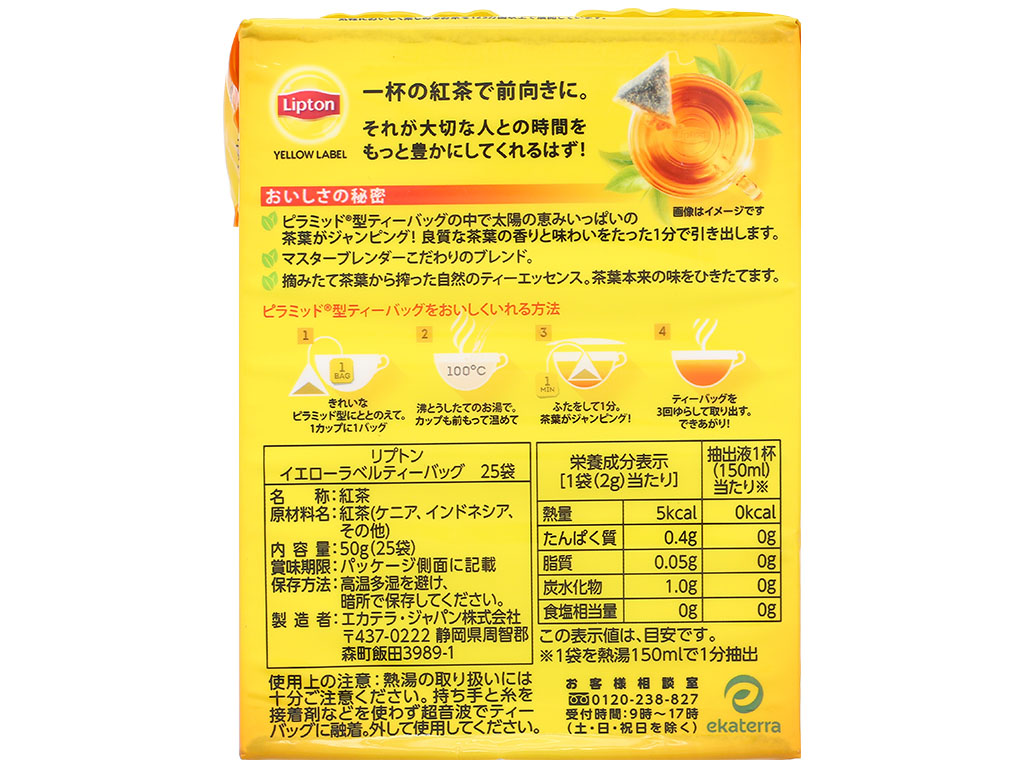 Lipton
YELLOW LABEL
一杯の紅茶で前向きに。
それが大切な人との時間を
もっと豊かにしてくれるはず!
画像はイメージです
おいしさの秘密
ピラミッド®型ティーバッグの中で太陽の恵みいっぱいの
茶葉がジャンピング! 良質な茶葉の香りと味わいをたった1分で引き出します。
マスターブレンダーこだわりのブレンド。
摘みたて茶葉から搾った自然のティーエッセンス。茶葉本来の味をひきたてます。
ピラミッド®型ティーバッグをおいしくいれる方法
1
1
BAG
きれいな
ピラミッド型にととのえて。
1カップに1バッグ
2
100℃
沸とうしたてのお湯で。
カップも前もって温めて
3
1
MIN
ふたをして1分。
茶葉がジャンピング!
4
ティーバッグを
3回ゆらして取り出す。
できあがり!
リプトン
イエローラベルティーバッグ 25袋
名 称:紅茶
原材料名:紅茶(ケニア、インドネシア、
その他)
内容量:50g(25袋)
賞味期限:パッケージ側面に記載
保存方法:高温多湿を避け、
暗所で保存してください。
製造者:エカテラ・ジャパン株式会社
〒437-0222 静岡県周智郡
森町飯田3989-1
栄養成分表示
[1袋(2g)当たり]
抽出液1杯
(150ml)
当たり※
熱量 5kcal 0kcal
たんぱく質 0.4g 0g
脂質 0.05g 0g
炭水化物 1.0g 0g
食塩相当量 0g 0g
この表示値は、目安です。
※1袋を熱湯150mlで1分抽出
使用上の注意:熱湯の取り扱いには
十分ご注意ください。持ち手と糸を
接着剤などを使わず超音波でティー
バッグに融着。外して使用してください。
お客様相談室
0120-238-827
受付時間:9時〜17時
(土・日・祝日を除く)
ekaterra